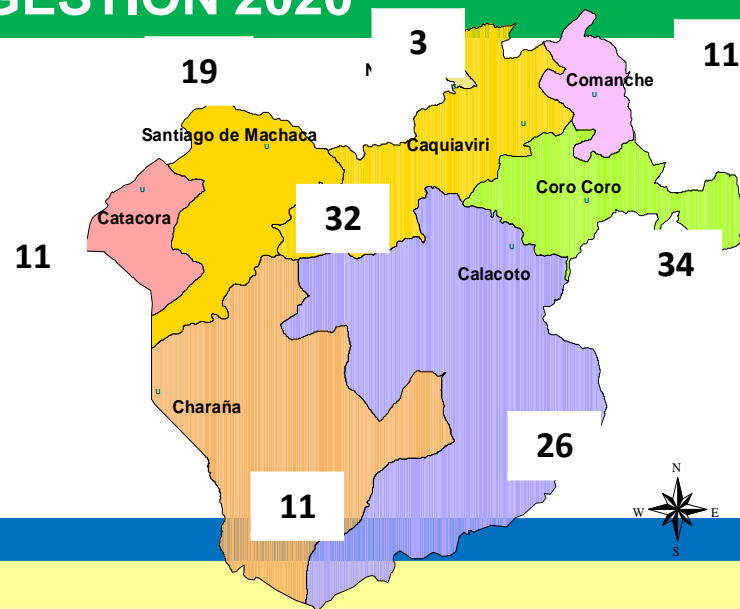 GESTION 2020
3
11
19
N
Comanche
Santiago de Machaca
Caquiaviri
Coro Coro
Catacora
32
11
34
Calacoto
Charaña
26
11
N
W
E
S